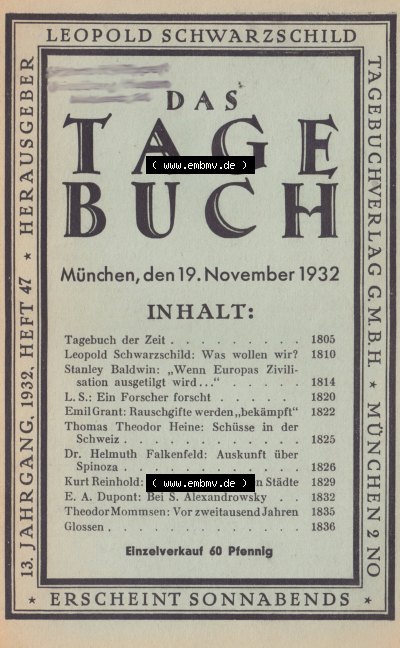 LEOPOLD SCHWARZSCHILD
HERAUSGEBER
13. JAHRGANG, 1932, HEFT 47 *
TAGEBUCHVERLAG G.M.B.H. * MÜNCHEN 2 NO
DAS
TAGE
( www.embmv.de )
BUCH
München, den 19. November 1932
INHALT:
Tagebuch der Zeit . . . . . . . . . 1805
Leopold Schwarzschild: Was wollen wir? 1810
Stanley Baldwin: „Wenn Europas Zivili-
sation ausgetilgt wird ...“ . . . . . . 1814
L. S.: Ein Forscher forscht . . . . . 1820
Emil Grant: Rauschgifte werden „bekämpft“ 1822
Thomas Theodor Heine: Schüsse in der
Schweiz . . . . . . . . . . . 1825
Dr. Helmuth Falkenfeld: Auskunft über
Spinoza . . . . . . . . . . . 1826
Kurt Reinhold: ( www.embmv.de ) n Städte 1829
E. A. Dupont: Bei S. Alexandrowsky . . 1832
Theodor Mommsen: Vor zweitausend Jahren 1835
Glossen . . . . . . . . . . . 1836
Einzelverkauf 60 Pfennig
* ERSCHEINT SONNABENDS *